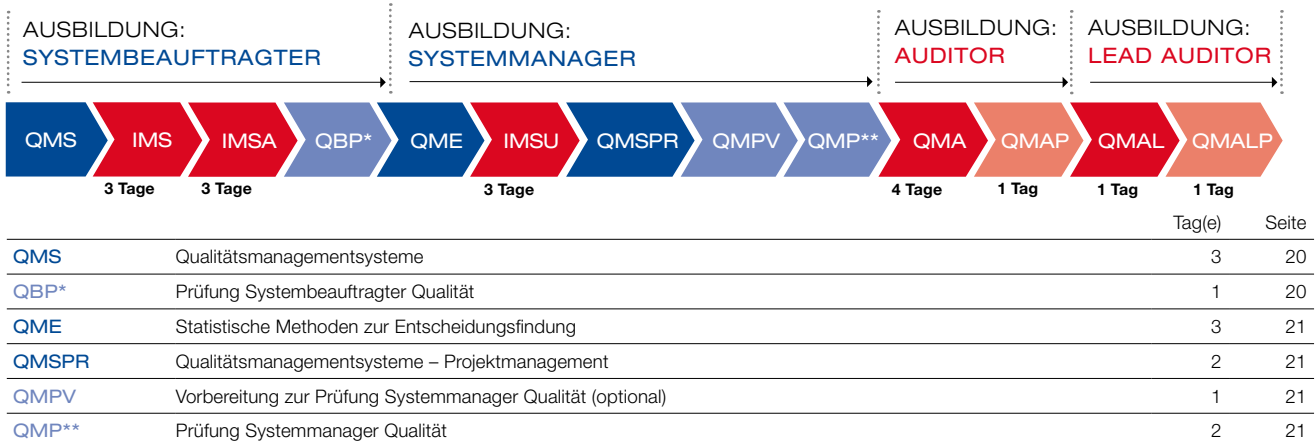 AUSBILDUNG:
SYSTEMBEAUFTRAGTER
AUSBILDUNG:
SYSTEMMANAGER
AUSBILDUNG:
AUDITOR
AUSBILDUNG:
LEAD AUDITOR
QMS IMS IMSA QBP* QME IMSU QMSPR QMPV QMP** QMA QMAP QMAL QMALP
3 Tage 3 Tage 3 Tage 4 Tage 1 Tag 1 Tag 1 Tag
Tag(e) Seite
QMS Qualitätsmanagementsysteme 3 20
QBP* Prüfung Systembeauftragter Qualität 1 20
QME Statistische Methoden zur Entscheidungsfindung 3 21
QMSPR Qualitätsmanagementsysteme – Projektmanagement 2 21
QMPV Vorbereitung zur Prüfung Systemmanager Qualität (optional) 1 21
QMP** Prüfung Systemmanager Qualität 2 21